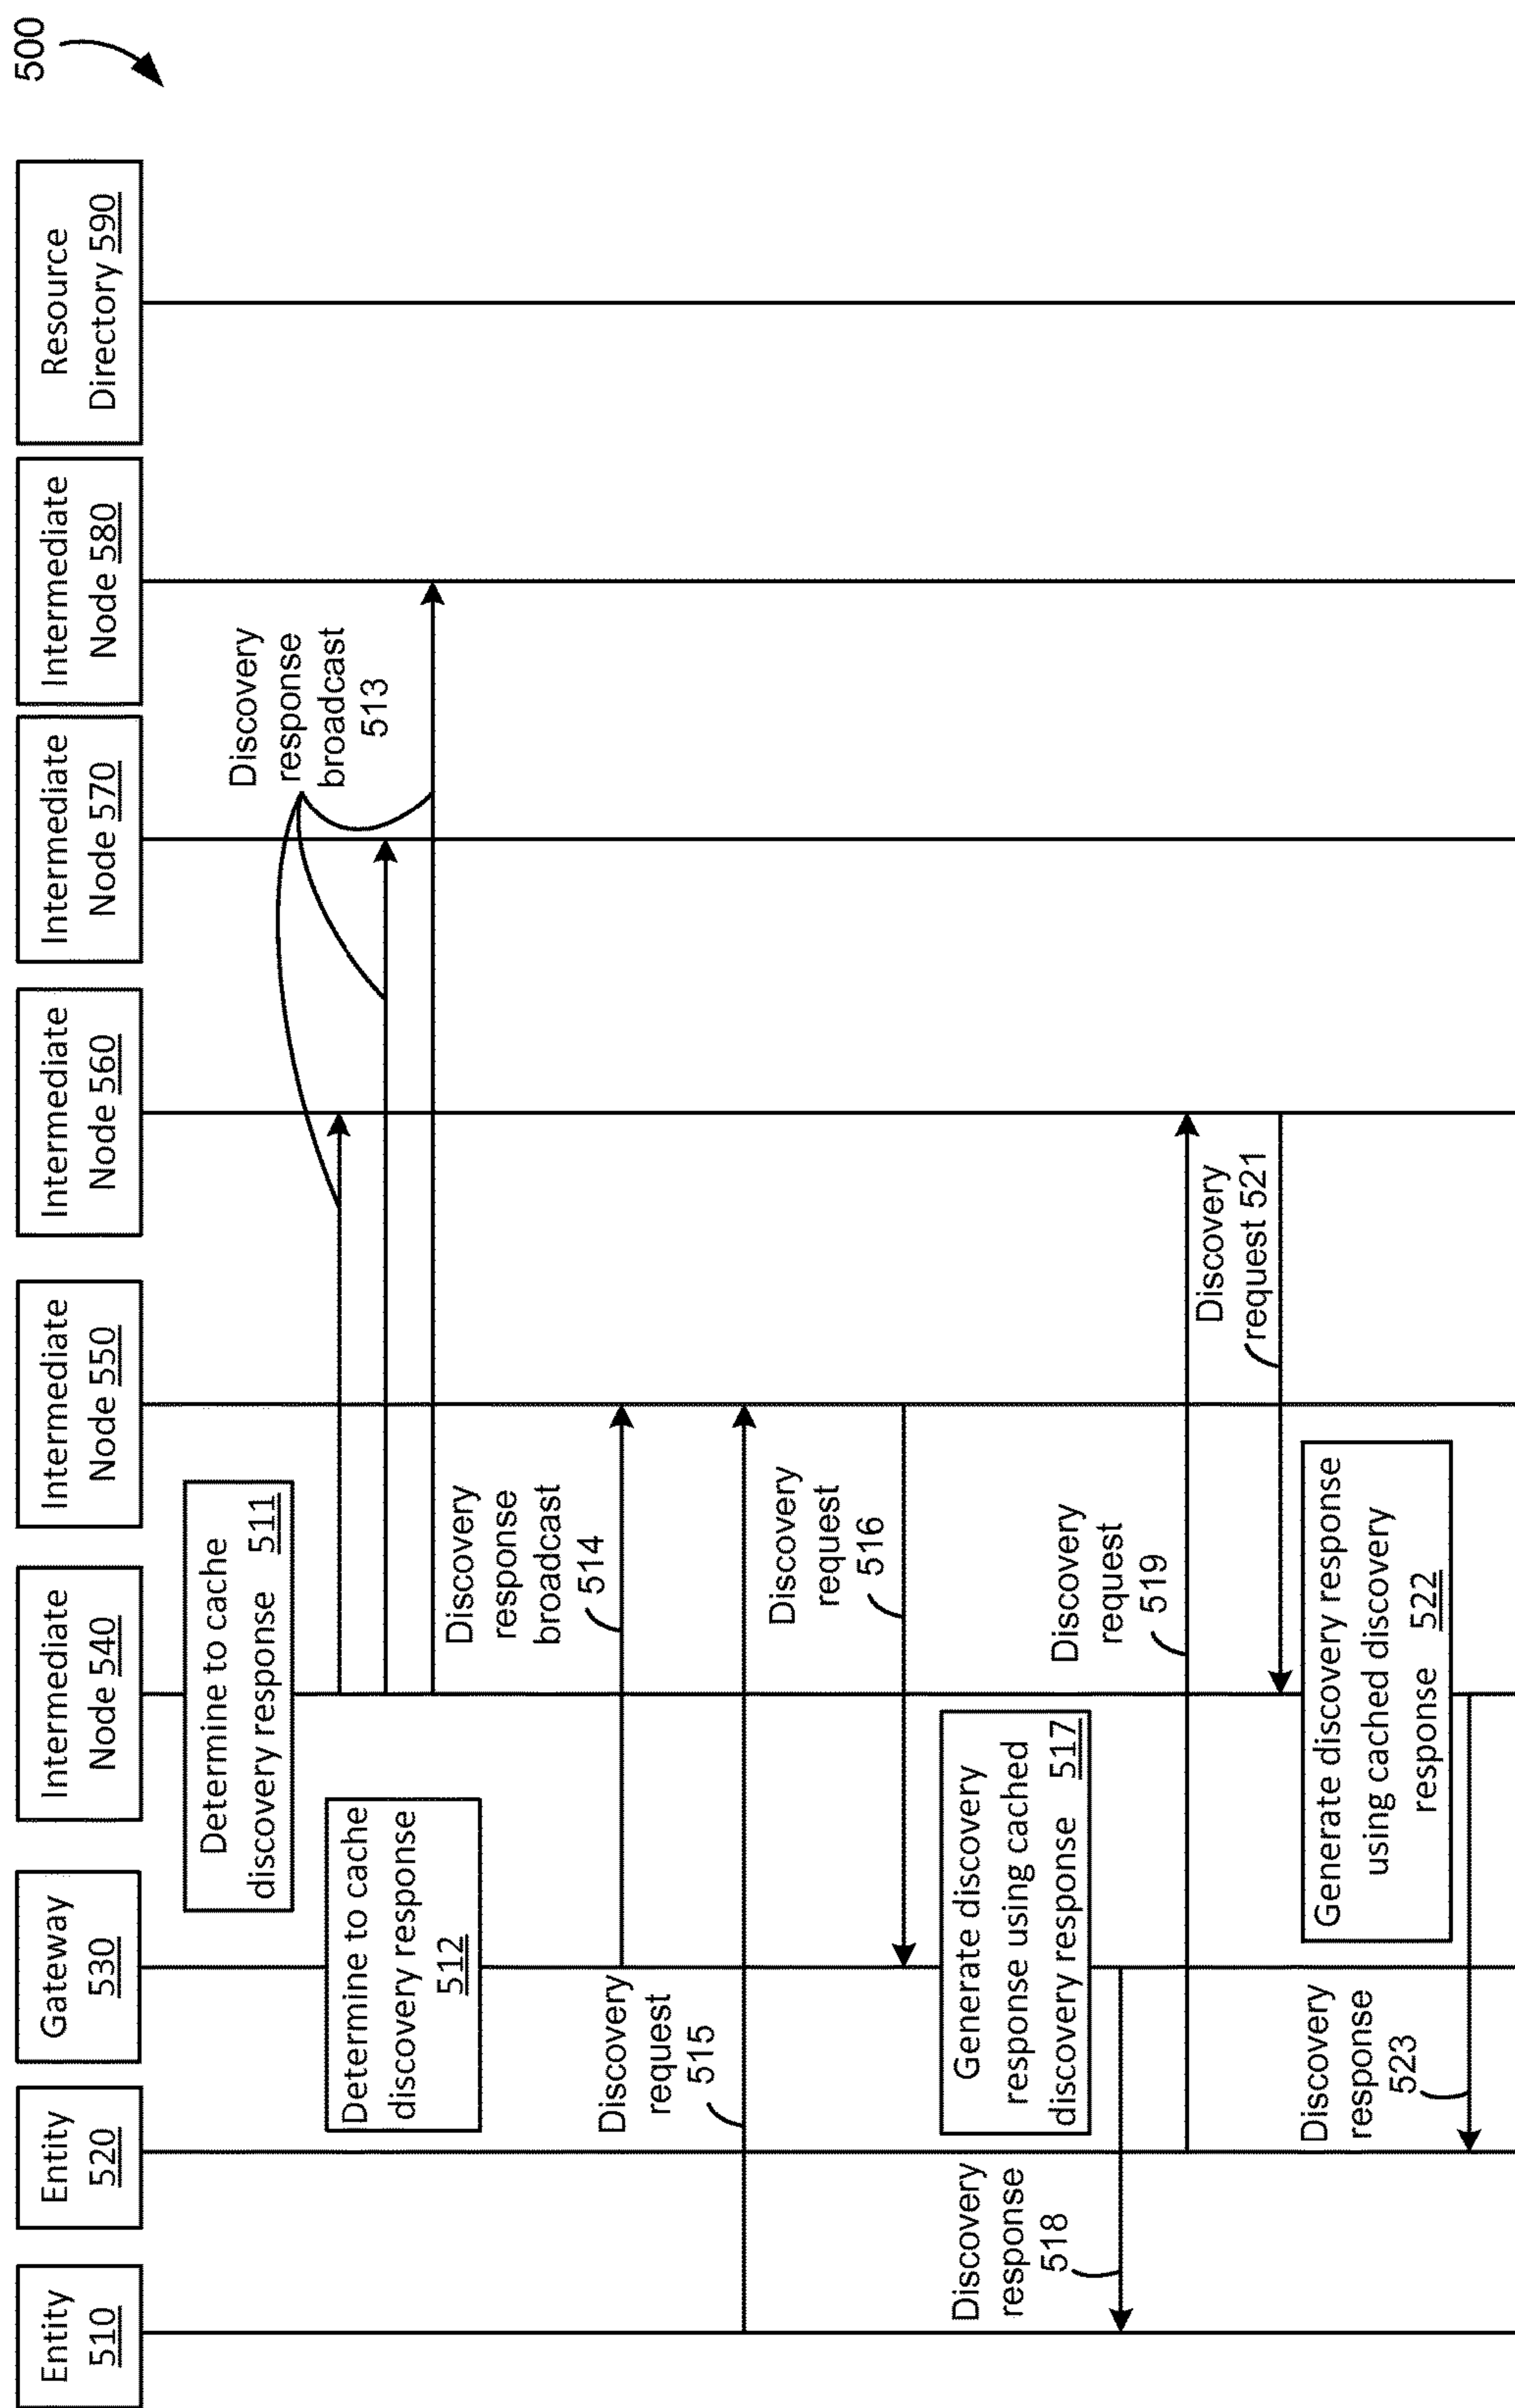 500
Entity
510
Entity
520
Gateway
530
Intermediate
Node 540
Intermediate
Node 550
Intermediate
Node 560
Intermediate
Node 570
Intermediate
Node 580
Resource
Directory 590
Determine to cache
discovery response 511
Determine to cache
discovery response
512
Discovery
response
broadcast
513
Discovery
response
broadcast
514
Discovery
request
515
Discovery
request
516
Generate discovery
response using cached
discovery response 517
Discovery
response
518
Discovery
request
519
Discovery
request 521
Generate discovery response
using cached discovery
response 522
Discovery
response
523